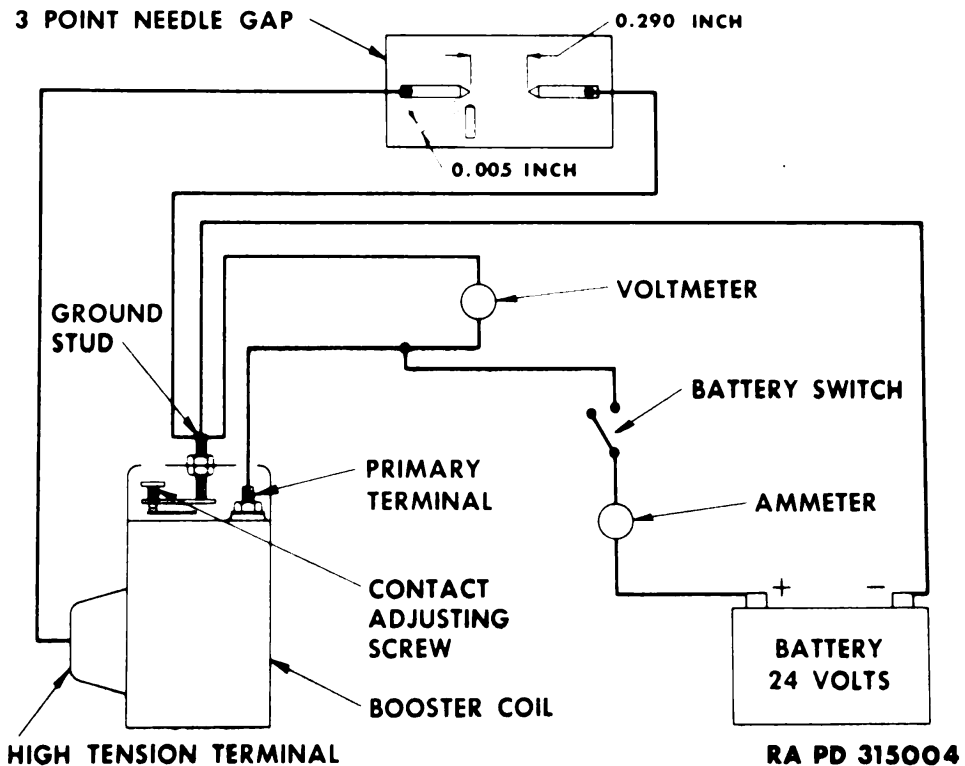 3 POINT NEEDLE GAP
0.290 INCH
0.005 INCH
GROUND
STUD
VOLTMETER
BATTERY SWITCH
PRIMARY
TERMINAL
AMMETER
CONTACT
ADJUSTING
SCREW
+ −
BATTERY
24 VOLTS
BOOSTER COIL
HIGH TENSION TERMINAL
RA PD 315004